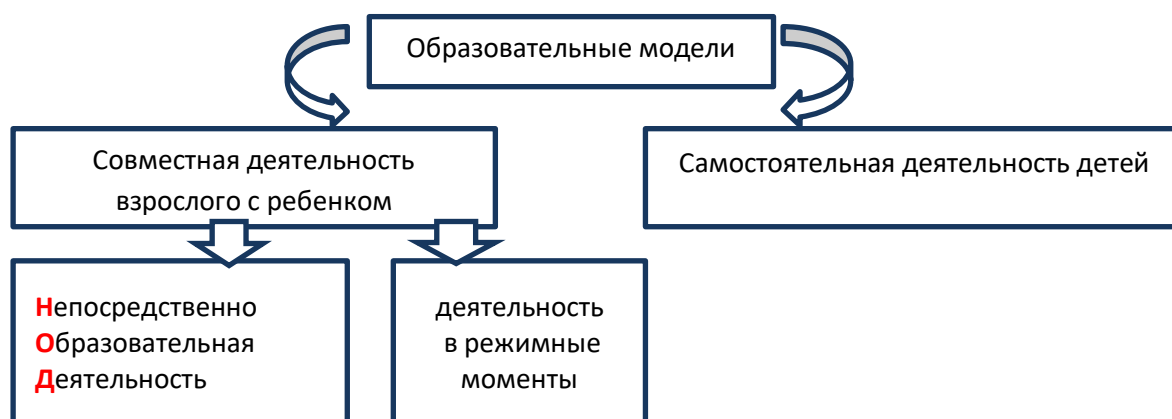 Образовательные модели
Совместная деятельность
взрослого с ребенком
Самостоятельная деятельность детей
Непосредственно
Образовательная
Деятельность
деятельность
в режимные
моменты